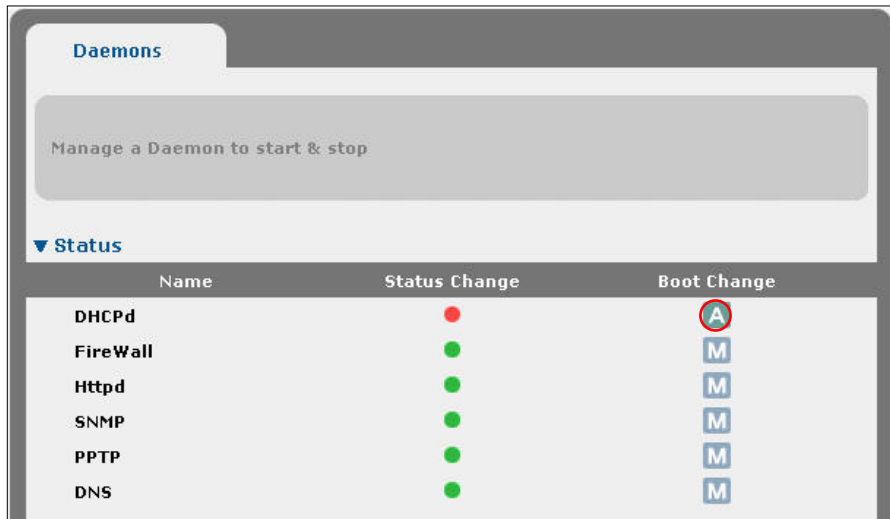 Daemons
Manage a Daemon to start & stop
▼ Status
Name Status Change Boot Change
DHCPd A
FireWall M
Httpd M
SNMP M
PPTP M
DNS M